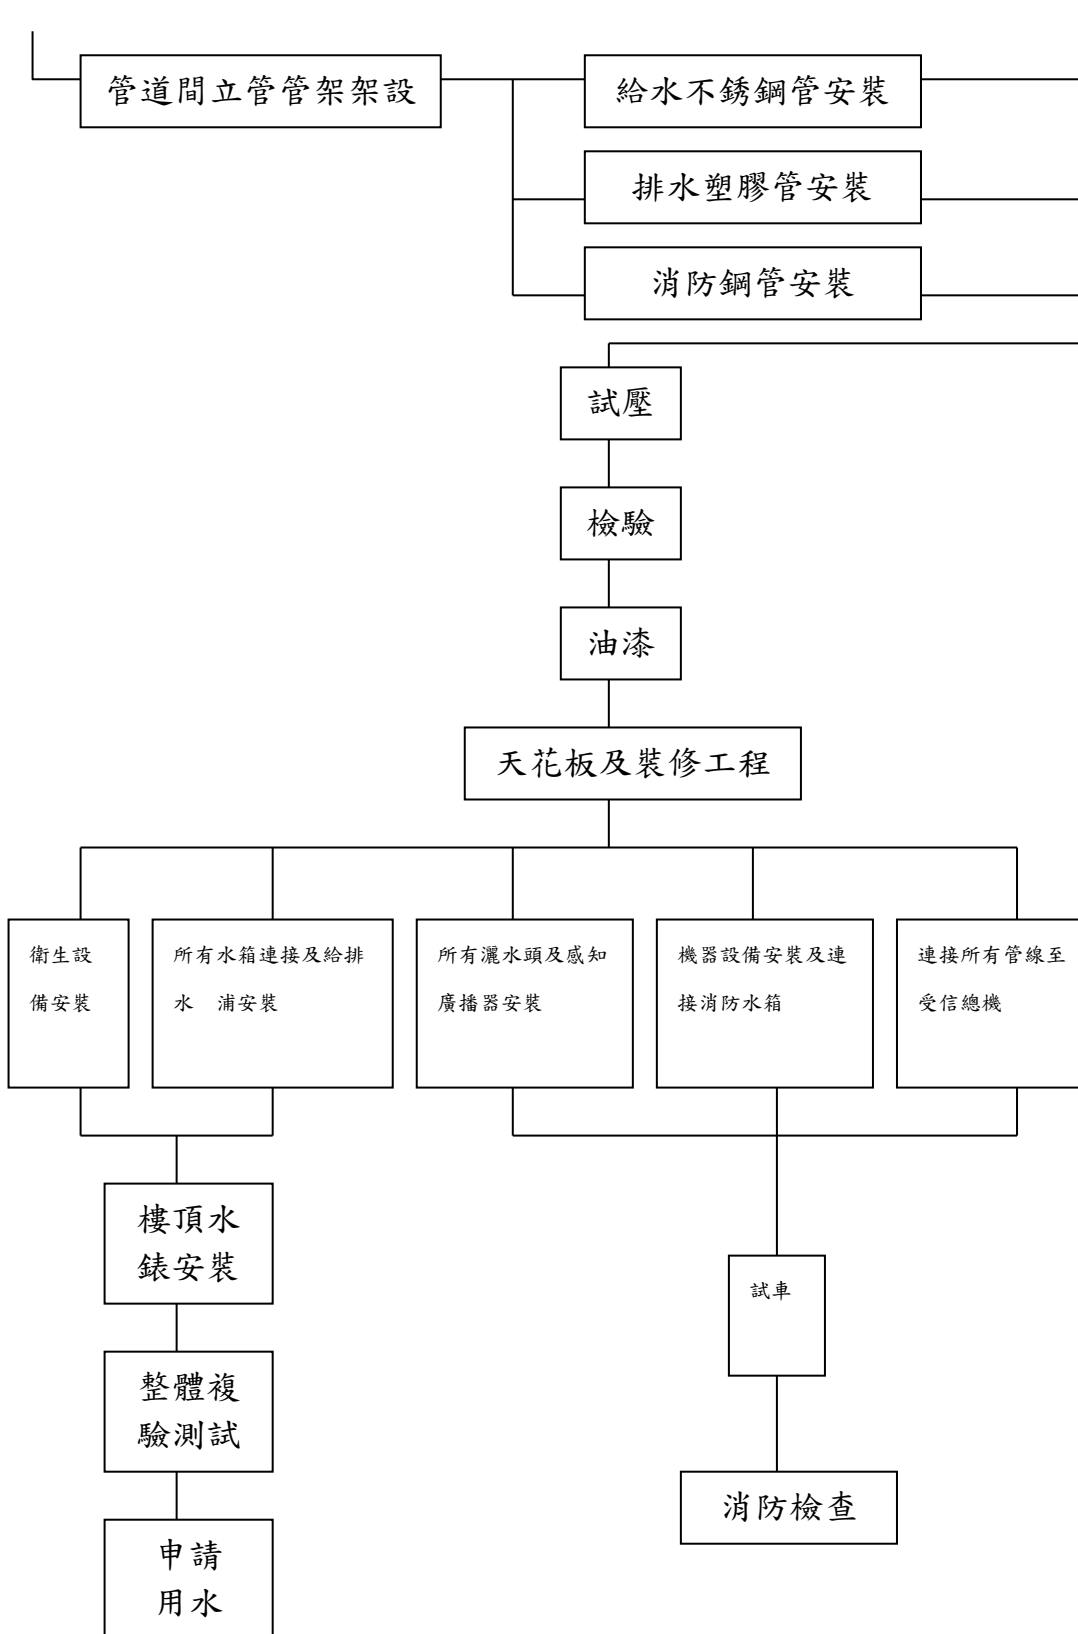 管道間立管管架架設
給水不銹鋼管安裝
排水塑膠管安裝
消防鋼管安裝
試壓
檢驗
油漆
天花板及裝修工程
衛生設
備安裝
所有水箱連接及給排
水　浦安裝
所有灑水頭及感知
廣播器安裝
機器設備安裝及連
接消防水箱
連接所有管線至
受信總機
樓頂水
錶安裝
整體複
驗測試
申請
用水
試車
消防檢查